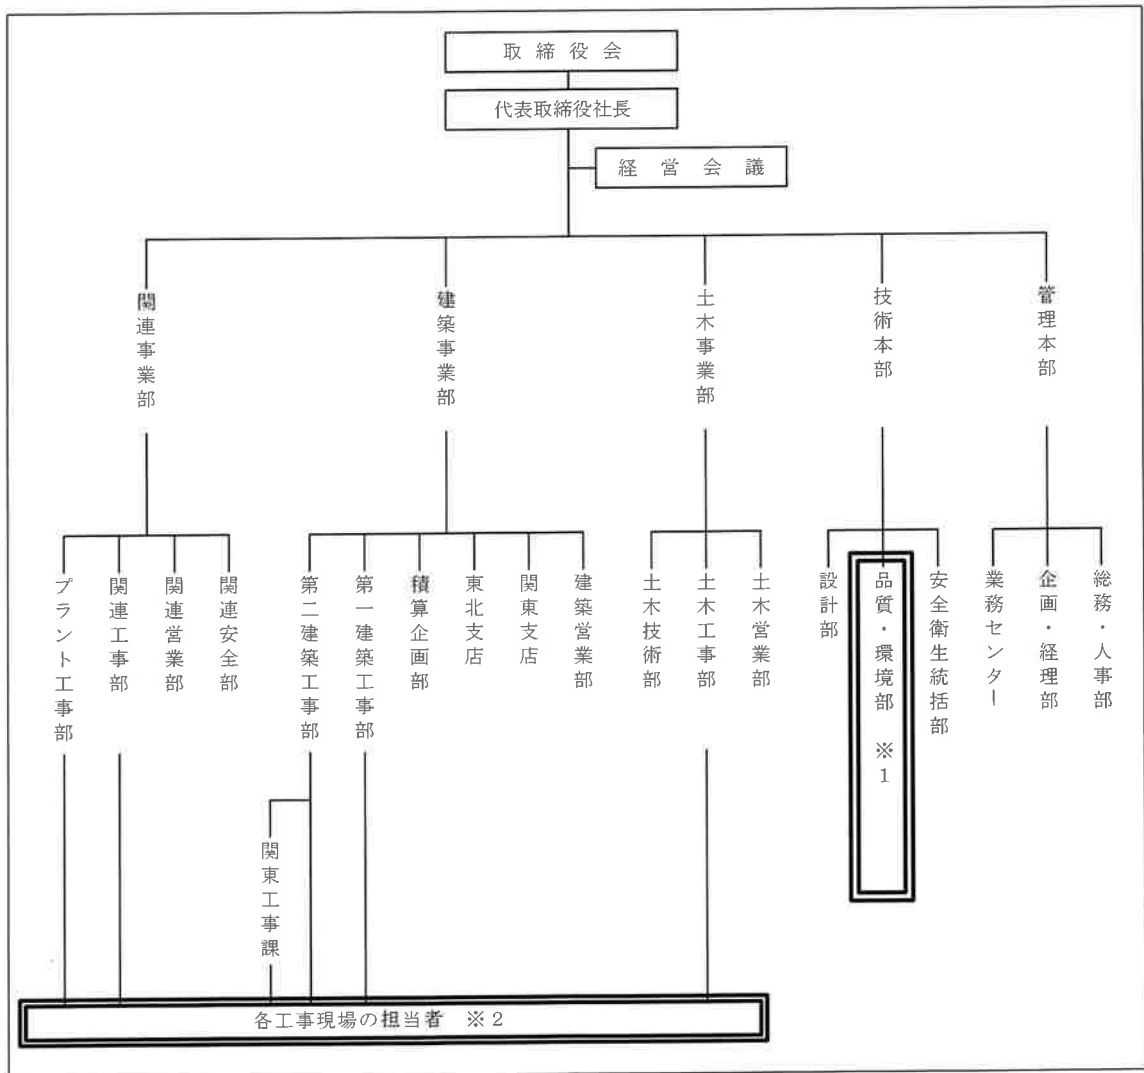 取締役会
代表取締役社長
経営会議
関連事業部
建築事業部
土木事業部
技術本部
管理本部
プラント工事部
関連工事部
関連営業部
関連安全部
第二建築工事部
第一建築工事部
積算企画部
東北支店
関東支店
建築営業部
土木技術部
土木工事部
土木営業部
設計部
品質・環境部 ※1
安全衛生統括部
業務センター
企画・経理部
総務・人事部
関東工事課
各工事現場の担当者 ※2